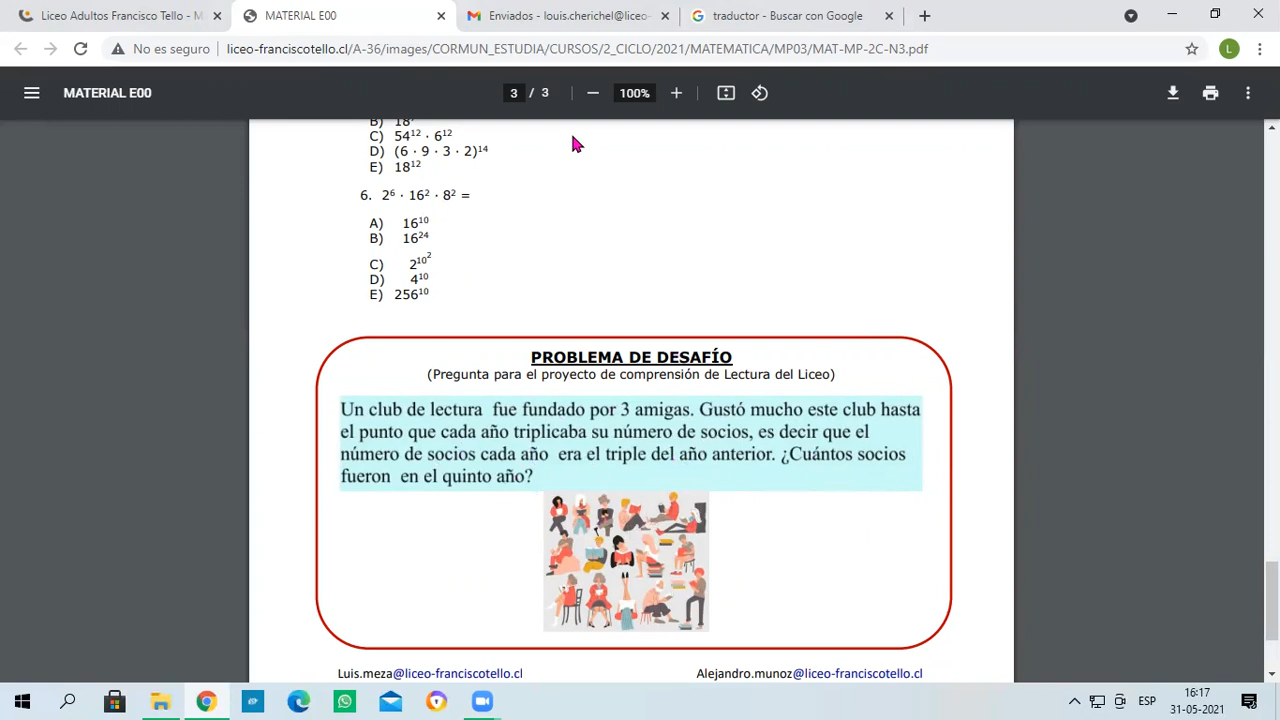 Liceo Adultos Francisco Tello - M
MATERIAL E00
Enviados - louis.cherichel@liceo-
traductor - Buscar con Google
No es seguro
liceo-franciscotello.cl/A-36/images/CORMUN_ESTUDIA/CURSOS/2_CICLO/2021/MATEMATICA/MP03/MAT-MP-2C-N3.pdf
L
MATERIAL E00
3 / 3
100%
B) 18
C) 54¹² · 6¹²
D) (6 · 9 · 3 · 2)¹⁴
E) 18¹²
6. 2⁶ · 16² · 8² =
A) 16¹⁰
B) 16²⁴
C) 2^10^2
D) 4¹⁰
E) 256¹⁰
PROBLEMA DE DESAFÍO
(Pregunta para el proyecto de comprensión de Lectura del Liceo)
Un club de lectura fue fundado por 3 amigas. Gustó mucho este club hasta
el punto que cada año triplicaba su número de socios, es decir que el
número de socios cada año era el triple del año anterior. ¿Cuántos socios
fueron en el quinto año?
Luis.meza@liceo-franciscotello.cl
Alejandro.munoz@liceo-franciscotello.cl
ESP
16:17
31-05-2021